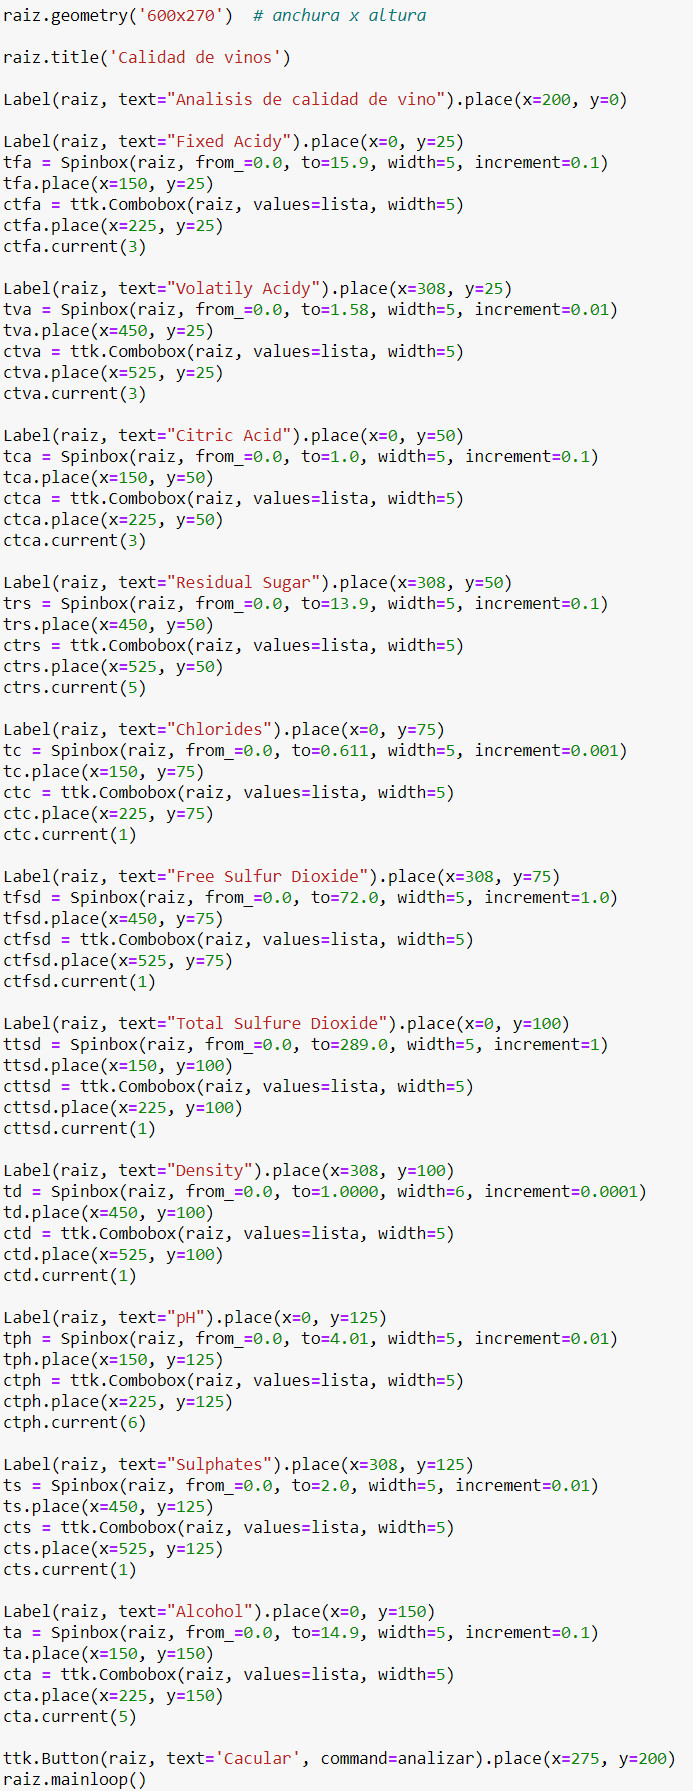 raiz.geometry('600x270')  # anchura x altura
raiz.title('Calidad de vinos')
Label(raiz, text="Analisis de calidad de vino").place(x=200, y=0)
Label(raiz, text="Fixed Acidy").place(x=0, y=25)
tfa = Spinbox(raiz, from_=0.0, to=15.9, width=5, increment=0.1)
tfa.place(x=150, y=25)
ctfa = ttk.Combobox(raiz, values=lista, width=5)
ctfa.place(x=225, y=25)
ctfa.current(3)
Label(raiz, text="Volatily Acidy").place(x=308, y=25)
tva = Spinbox(raiz, from_=0.0, to=1.58, width=5, increment=0.01)
tva.place(x=450, y=25)
ctva = ttk.Combobox(raiz, values=lista, width=5)
ctva.place(x=525, y=25)
ctva.current(3)
Label(raiz, text="Citric Acid").place(x=0, y=50)
tca = Spinbox(raiz, from_=0.0, to=1.0, width=5, increment=0.1)
tca.place(x=150, y=50)
ctca = ttk.Combobox(raiz, values=lista, width=5)
ctca.place(x=225, y=50)
ctca.current(3)
Label(raiz, text="Residual Sugar").place(x=308, y=50)
trs = Spinbox(raiz, from_=0.0, to=13.9, width=5, increment=0.1)
trs.place(x=450, y=50)
ctrs = ttk.Combobox(raiz, values=lista, width=5)
ctrs.place(x=525, y=50)
ctrs.current(5)
Label(raiz, text="Chlorides").place(x=0, y=75)
tc = Spinbox(raiz, from_=0.0, to=0.611, width=5, increment=0.001)
tc.place(x=150, y=75)
ctc = ttk.Combobox(raiz, values=lista, width=5)
ctc.place(x=225, y=75)
ctc.current(1)
Label(raiz, text="Free Sulfur Dioxide").place(x=308, y=75)
tfsd = Spinbox(raiz, from_=0.0, to=72.0, width=5, increment=1.0)
tfsd.place(x=450, y=75)
ctfsd = ttk.Combobox(raiz, values=lista, width=5)
ctfsd.place(x=525, y=75)
ctfsd.current(1)
Label(raiz, text="Total Sulfure Dioxide").place(x=0, y=100)
ttsd = Spinbox(raiz, from_=0.0, to=289.0, width=5, increment=1)
ttsd.place(x=150, y=100)
cttsd = ttk.Combobox(raiz, values=lista, width=5)
cttsd.place(x=225, y=100)
cttsd.current(1)
Label(raiz, text="Density").place(x=308, y=100)
td = Spinbox(raiz, from_=0.0, to=1.0000, width=6, increment=0.0001)
td.place(x=450, y=100)
ctd = ttk.Combobox(raiz, values=lista, width=5)
ctd.place(x=525, y=100)
ctd.current(1)
Label(raiz, text="pH").place(x=0, y=125)
tph = Spinbox(raiz, from_=0.0, to=4.01, width=5, increment=0.01)
tph.place(x=150, y=125)
ctph = ttk.Combobox(raiz, values=lista, width=5)
ctph.place(x=225, y=125)
ctph.current(6)
Label(raiz, text="Sulphates").place(x=308, y=125)
ts = Spinbox(raiz, from_=0.0, to=2.0, width=5, increment=0.01)
ts.place(x=450, y=125)
cts = ttk.Combobox(raiz, values=lista, width=5)
cts.place(x=525, y=125)
cts.current(1)
Label(raiz, text="Alcohol").place(x=0, y=150)
ta = Spinbox(raiz, from_=0.0, to=14.9, width=5, increment=0.1)
ta.place(x=150, y=150)
cta = ttk.Combobox(raiz, values=lista, width=5)
cta.place(x=225, y=150)
cta.current(5)
ttk.Button(raiz, text='Cacular', command=analizar).place(x=275, y=200)
raiz.mainloop()